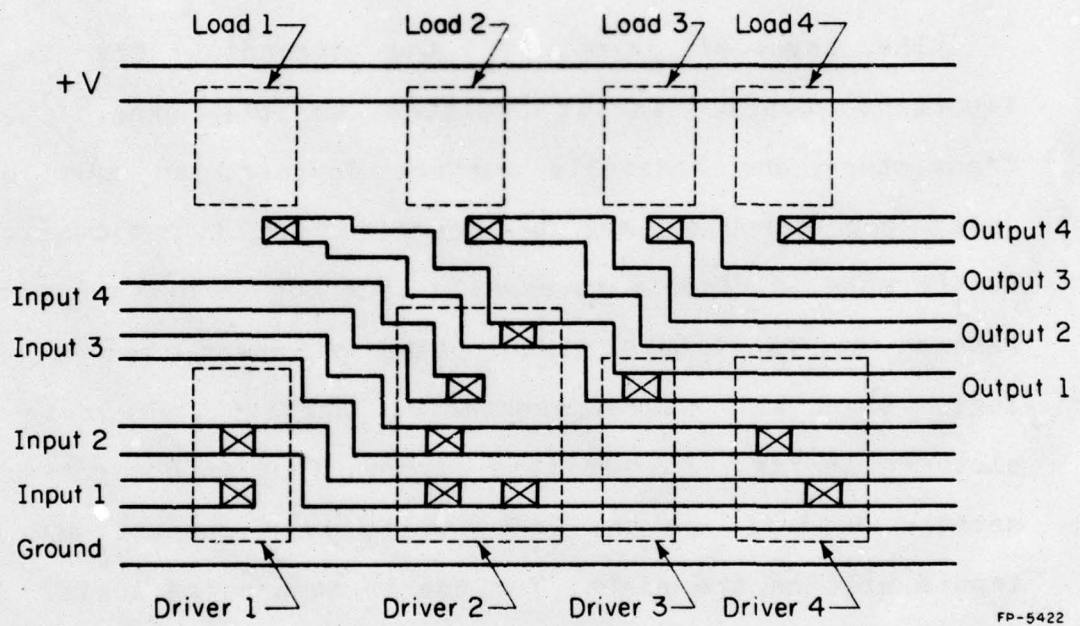 Load 1
Load 2
Load 3
Load 4
+V
Output 4
Output 3
Input 4
Output 2
Input 3
Output 1
Input 2
Input 1
Ground
Driver 1
Driver 2
Driver 3
Driver 4
FP-5422